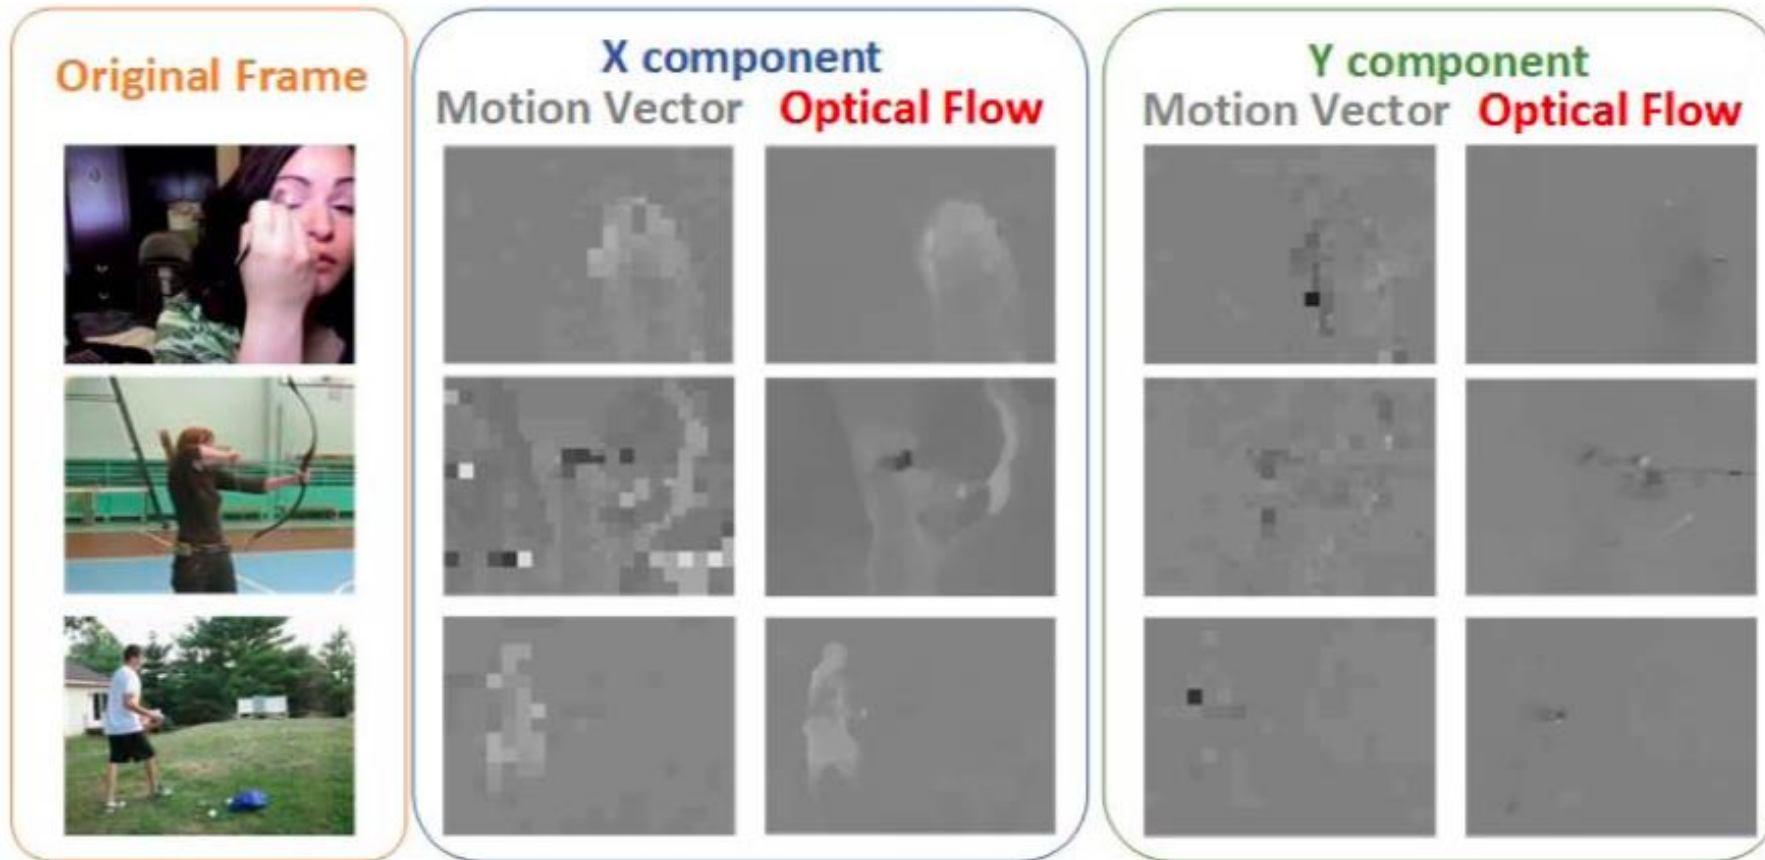 Original Frame
X component
Motion Vector Optical Flow
Y component
Motion Vector Optical Flow